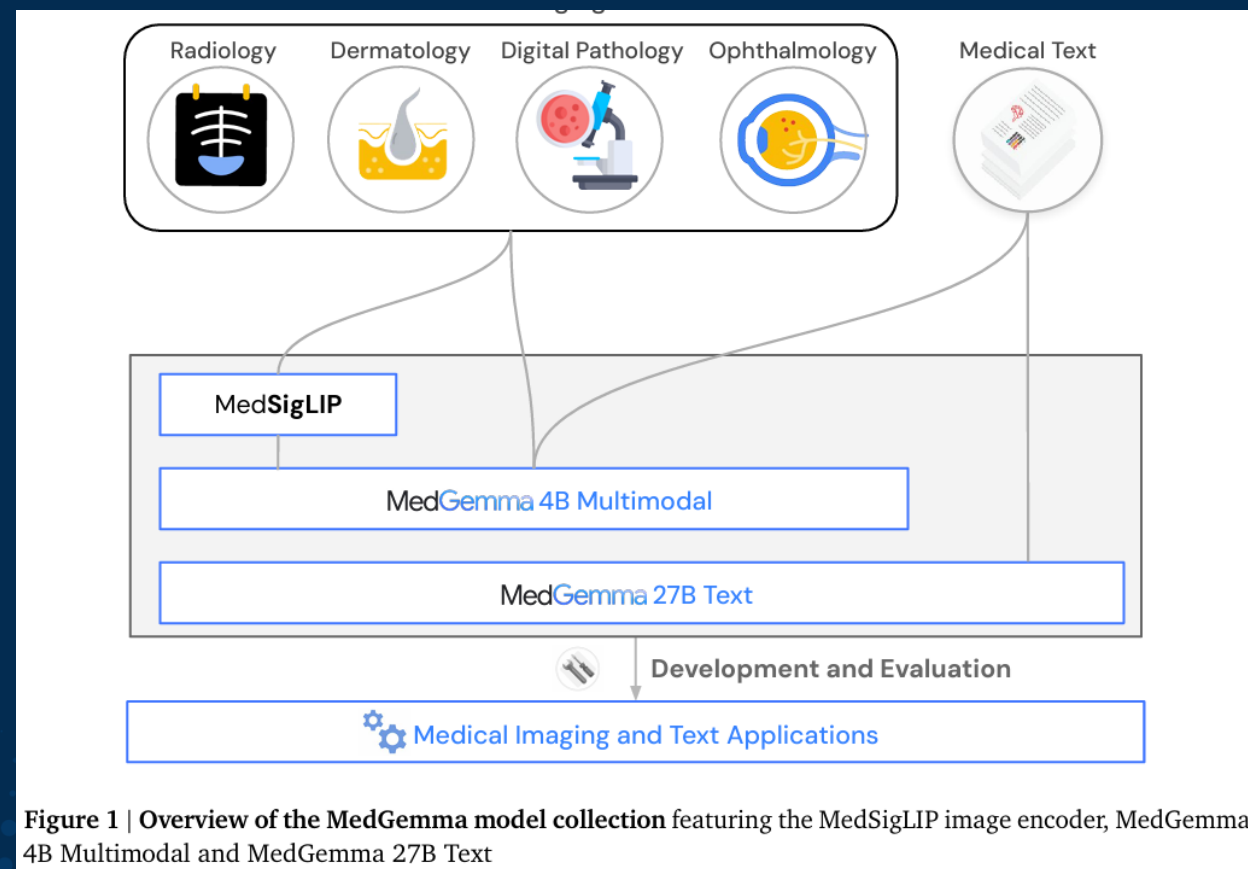 Radiology Dermatology Digital Pathology Ophthalmology Medical Text
MedSigLIP
MedGemma 4B Multimodal
MedGemma 27B Text
Development and Evaluation
Medical Imaging and Text Applications
Figure 1 | Overview of the MedGemma model collection featuring the MedSigLIP image encoder, MedGemma
4B Multimodal and MedGemma 27B Text